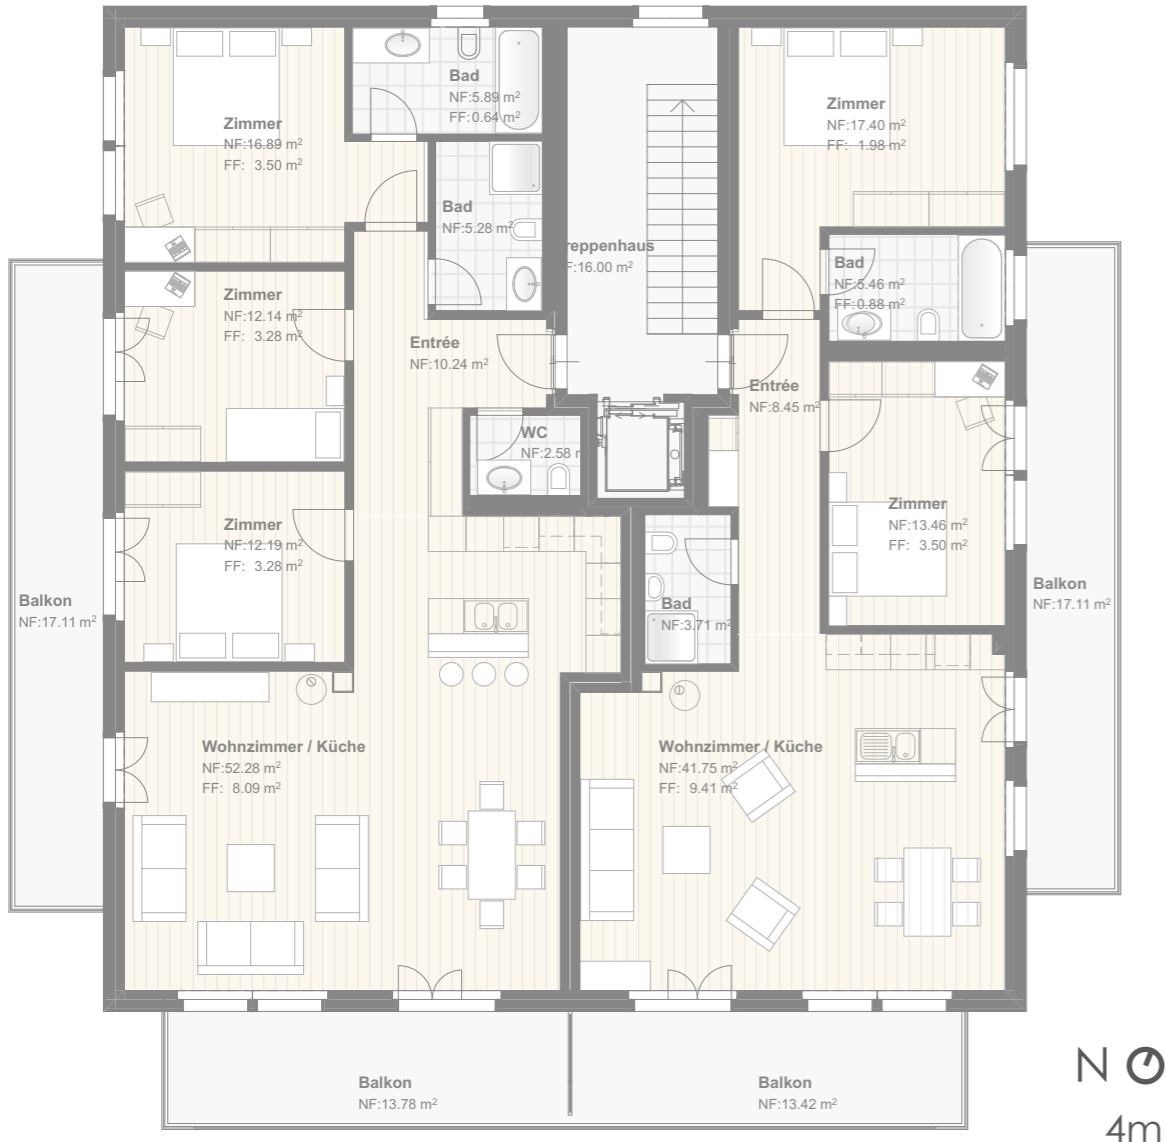 Zimmer
NF:16.89 m²
FF: 3.50 m²
Bad
NF:5.89 m²
FF:0.64 m²
Zimmer
NF:17.40 m²
FF: 1.98 m²
Bad
NF:5.28 m²
reppenhaus
F:16.00 m²
Bad
NF:5.46 m²
FF:0.88 m²
Zimmer
NF:12.14 m²
FF: 3.28 m²
Entrée
NF:10.24 m²
Entrée
NF:8.45 m²
WC
NF:2.58 m
Zimmer
NF:12.19 m²
FF: 3.28 m²
Zimmer
NF:13.46 m²
FF: 3.50 m²
Balkon
NF:17.11 m²
Bad
NF:3.71 m²
Balkon
NF:17.11 m²
Wohnzimmer / Küche
NF:52.28 m²
FF: 8.09 m²
Wohnzimmer / Küche
NF:41.75 m²
FF: 9.41 m²
Balkon
NF:13.78 m²
Balkon
NF:13.42 m²
N
4m